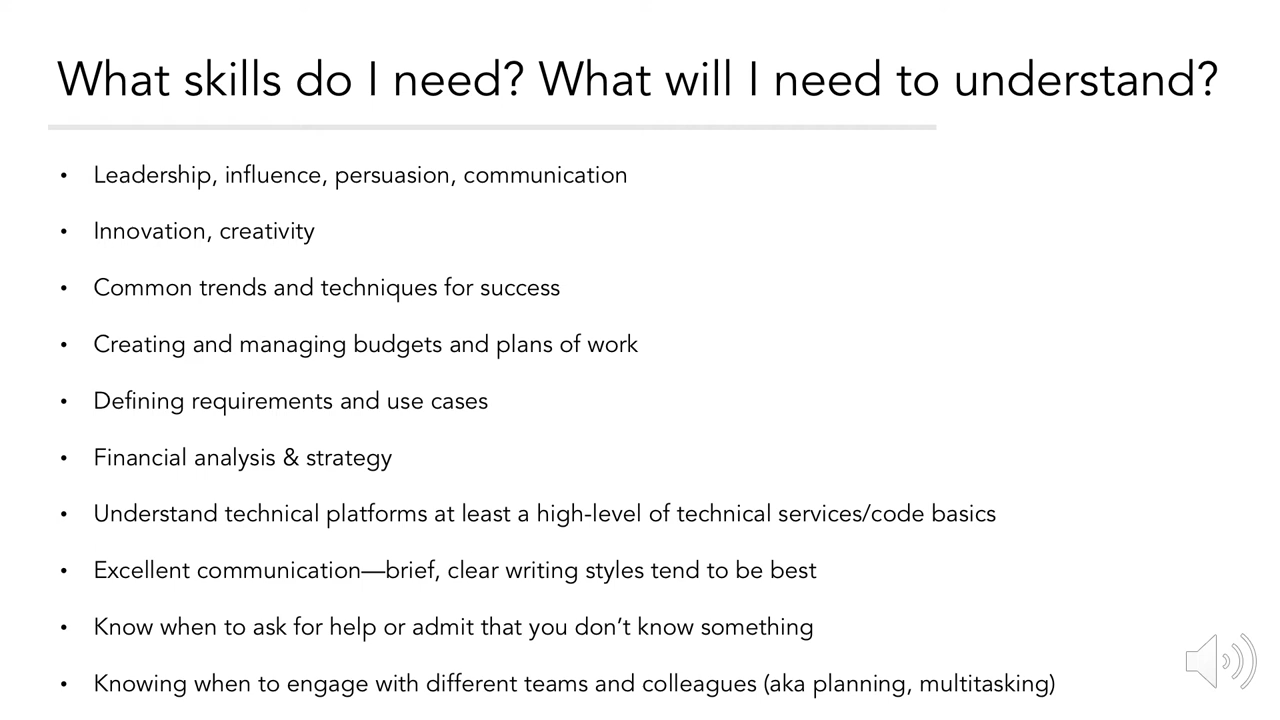 What skills do I need? What will I need to understand?
• Leadership, influence, persuasion, communication
• Innovation, creativity
• Common trends and techniques for success
• Creating and managing budgets and plans of work
• Defining requirements and use cases
• Financial analysis & strategy
• Understand technical platforms at least a high-level of technical services/code basics
• Excellent communication—brief, clear writing styles tend to be best
• Know when to ask for help or admit that you don’t know something
• Knowing when to engage with different teams and colleagues (aka planning, multitasking)